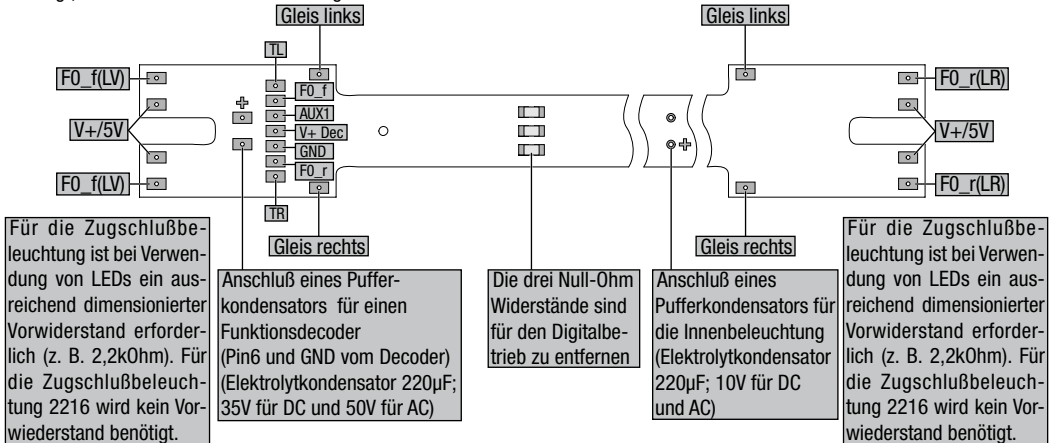 Gleis links
Gleis links
TL
F0_f(LV)
F0_f
F0_r(LR)
AUX1
V+/5V
V+ Dec
V+/5V
GND
F0_f(LV)
F0_r
F0_r(LR)
TR
Gleis rechts
Gleis rechts
Für die Zugschlußbe-
leuchtung ist bei Verwen-
dung von LEDs ein aus-
reichend dimensionierter
Vorwiderstand erforder-
lich (z. B. 2,2kOhm). Für
die Zugschlußbeleuch-
tung 2216 wird kein Vor-
wiederstand benötigt.
Anschluß eines Puffer-
kondensators für einen
Funktionsdecoder
(Pin6 und GND vom Decoder)
(Elektrolytkondensator 220µF;
35V für DC und 50V für AC)
Die drei Null-Ohm
Widerstände sind
für den Digitalbe-
trieb zu entfernen
Anschluß eines
Pufferkondensators für
die Innenbeleuchtung
(Elektrolytkondensator
220µF; 10V für DC
und AC)
Für die Zugschlußbe-
leuchtung ist bei Verwen-
dung von LEDs ein aus-
reichend dimensionierter
Vorwiderstand erforder-
lich (z. B. 2,2kOhm). Für
die Zugschlußbeleuch-
tung 2216 wird kein Vor-
wiederstand benötigt.